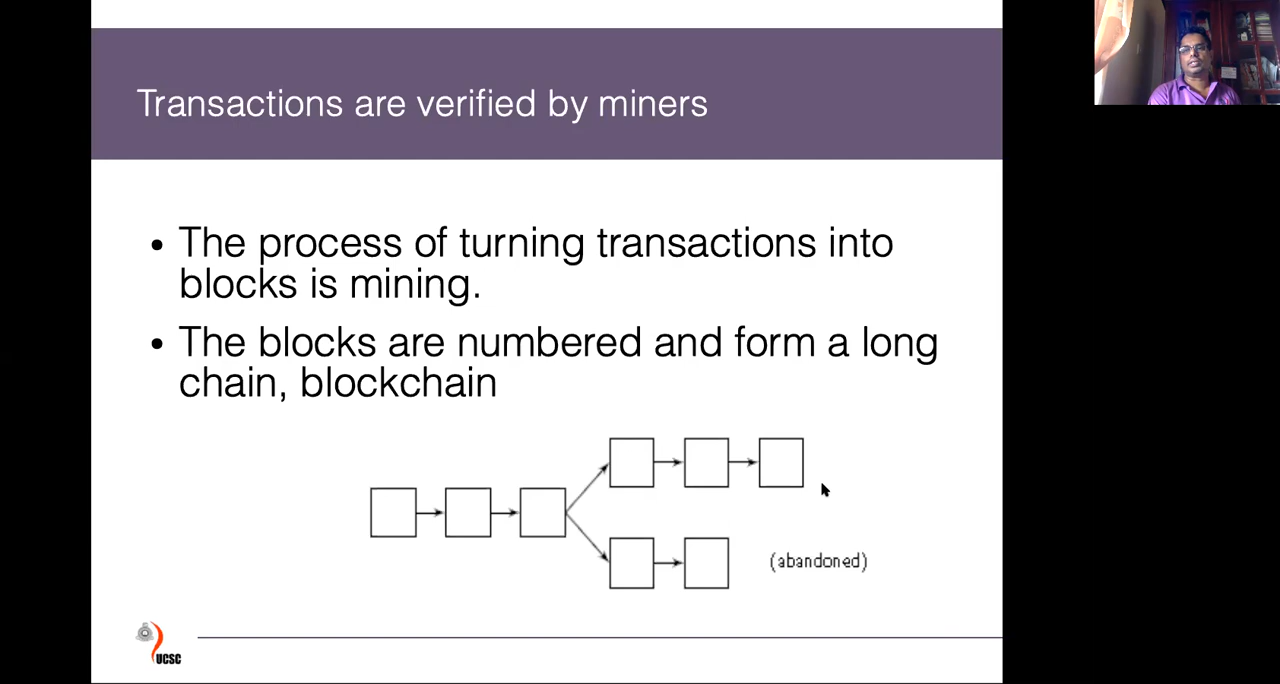 Transactions are verified by miners
• The process of turning transactions into
blocks is mining.
• The blocks are numbered and form a long
chain, blockchain
(abandoned)
UCSC